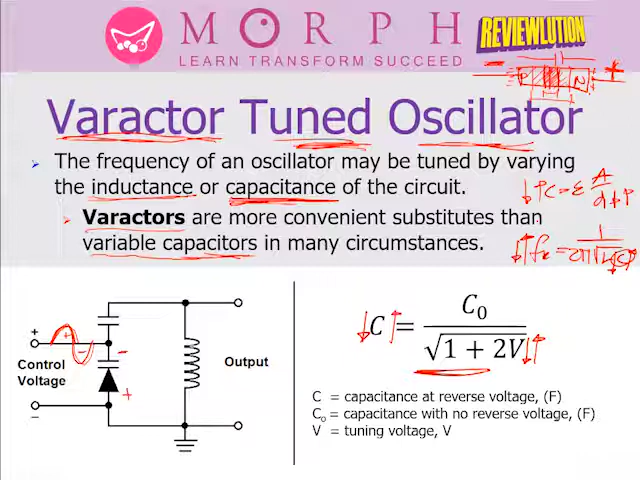 MORPH
LEARN TRANSFORM SUCCEED
REVIEWLUTION
- +
P N
Varactor Tuned Oscillator
The frequency of an oscillator may be tuned by varying
the inductance or capacitance of the circuit.
Varactors are more convenient substitutes than
variable capacitors in many circumstances.
↓↑C = ε A / d↓↑
+
Control
Voltage
–
+ -
-
+
Output
↓C↑ = C₀ / √1 + 2V ↓↑
C = capacitance at reverse voltage, (F)
C₀ = capacitance with no reverse voltage, (F)
V = tuning voltage, V